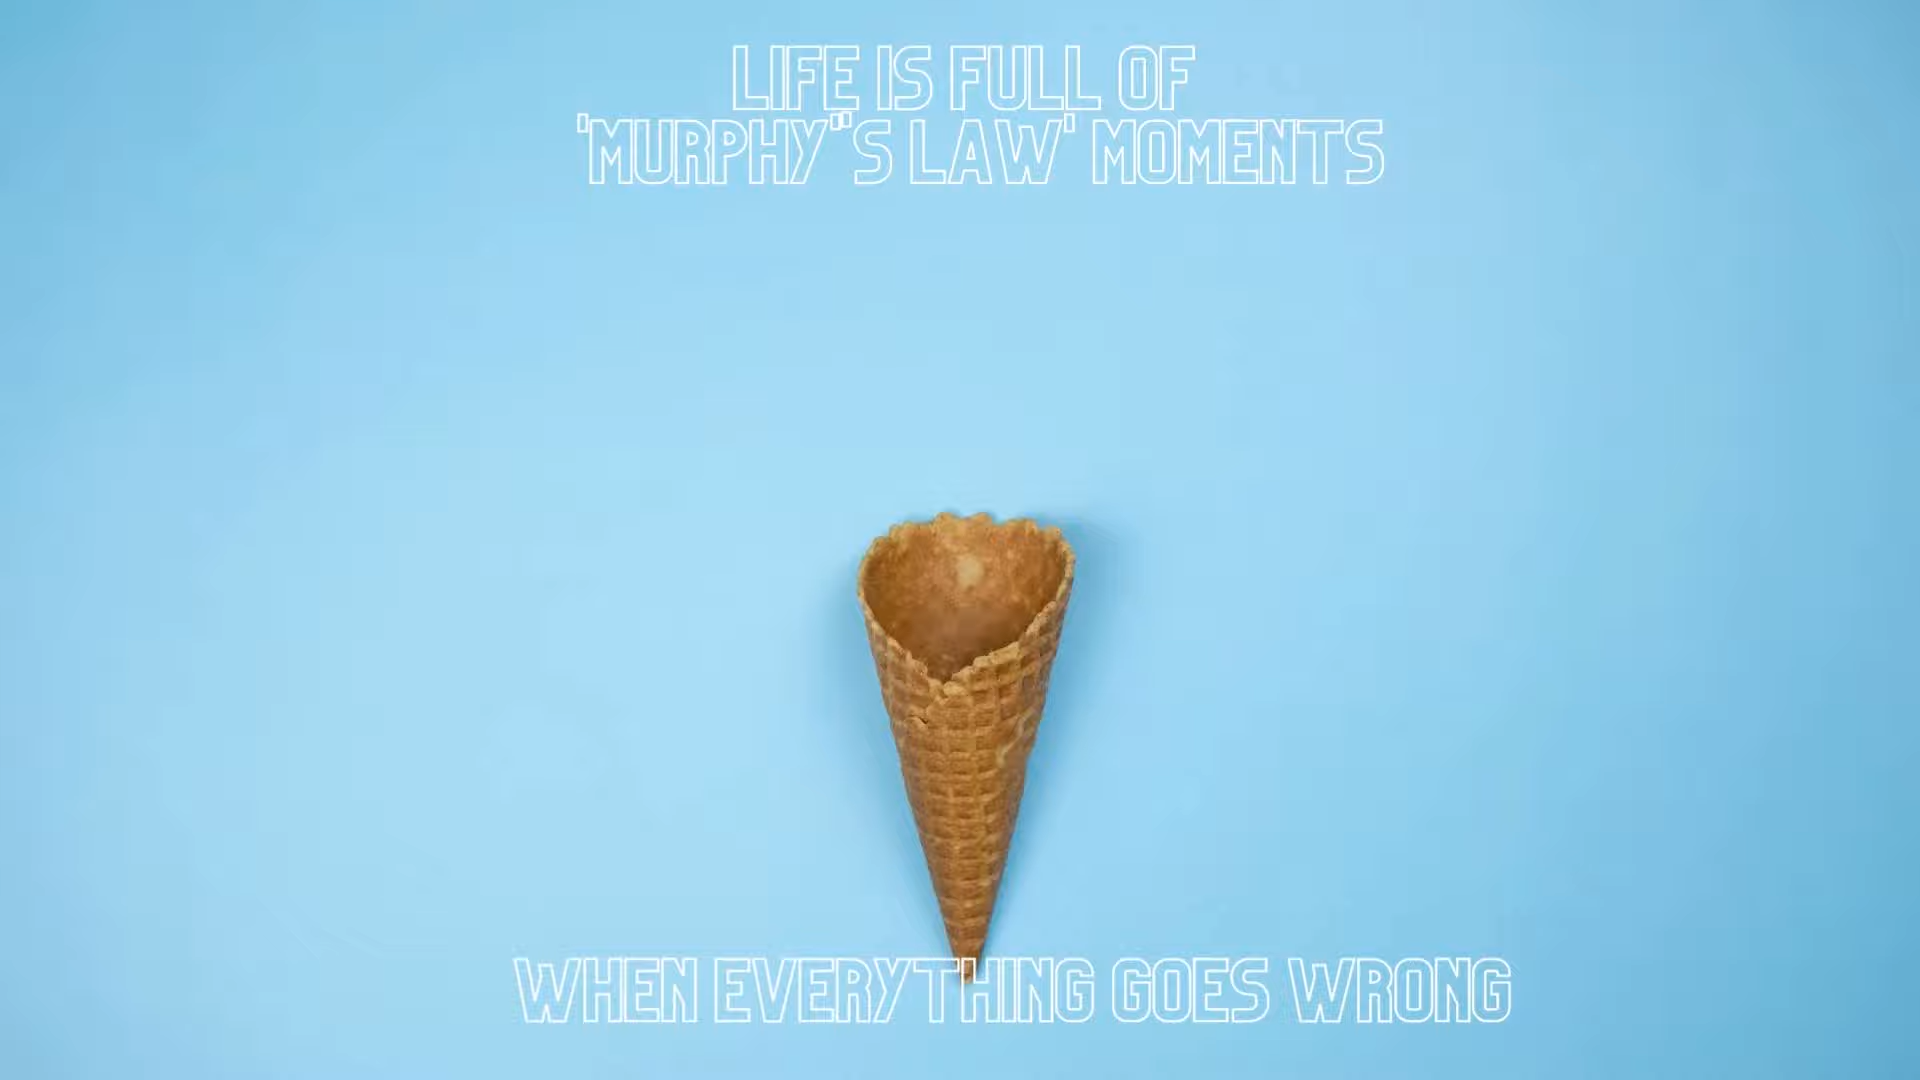 LIFE IS FULL OF
'MURPHY''S LAW' MOMENTS
WHEN EVERYTHING GOES WRONG